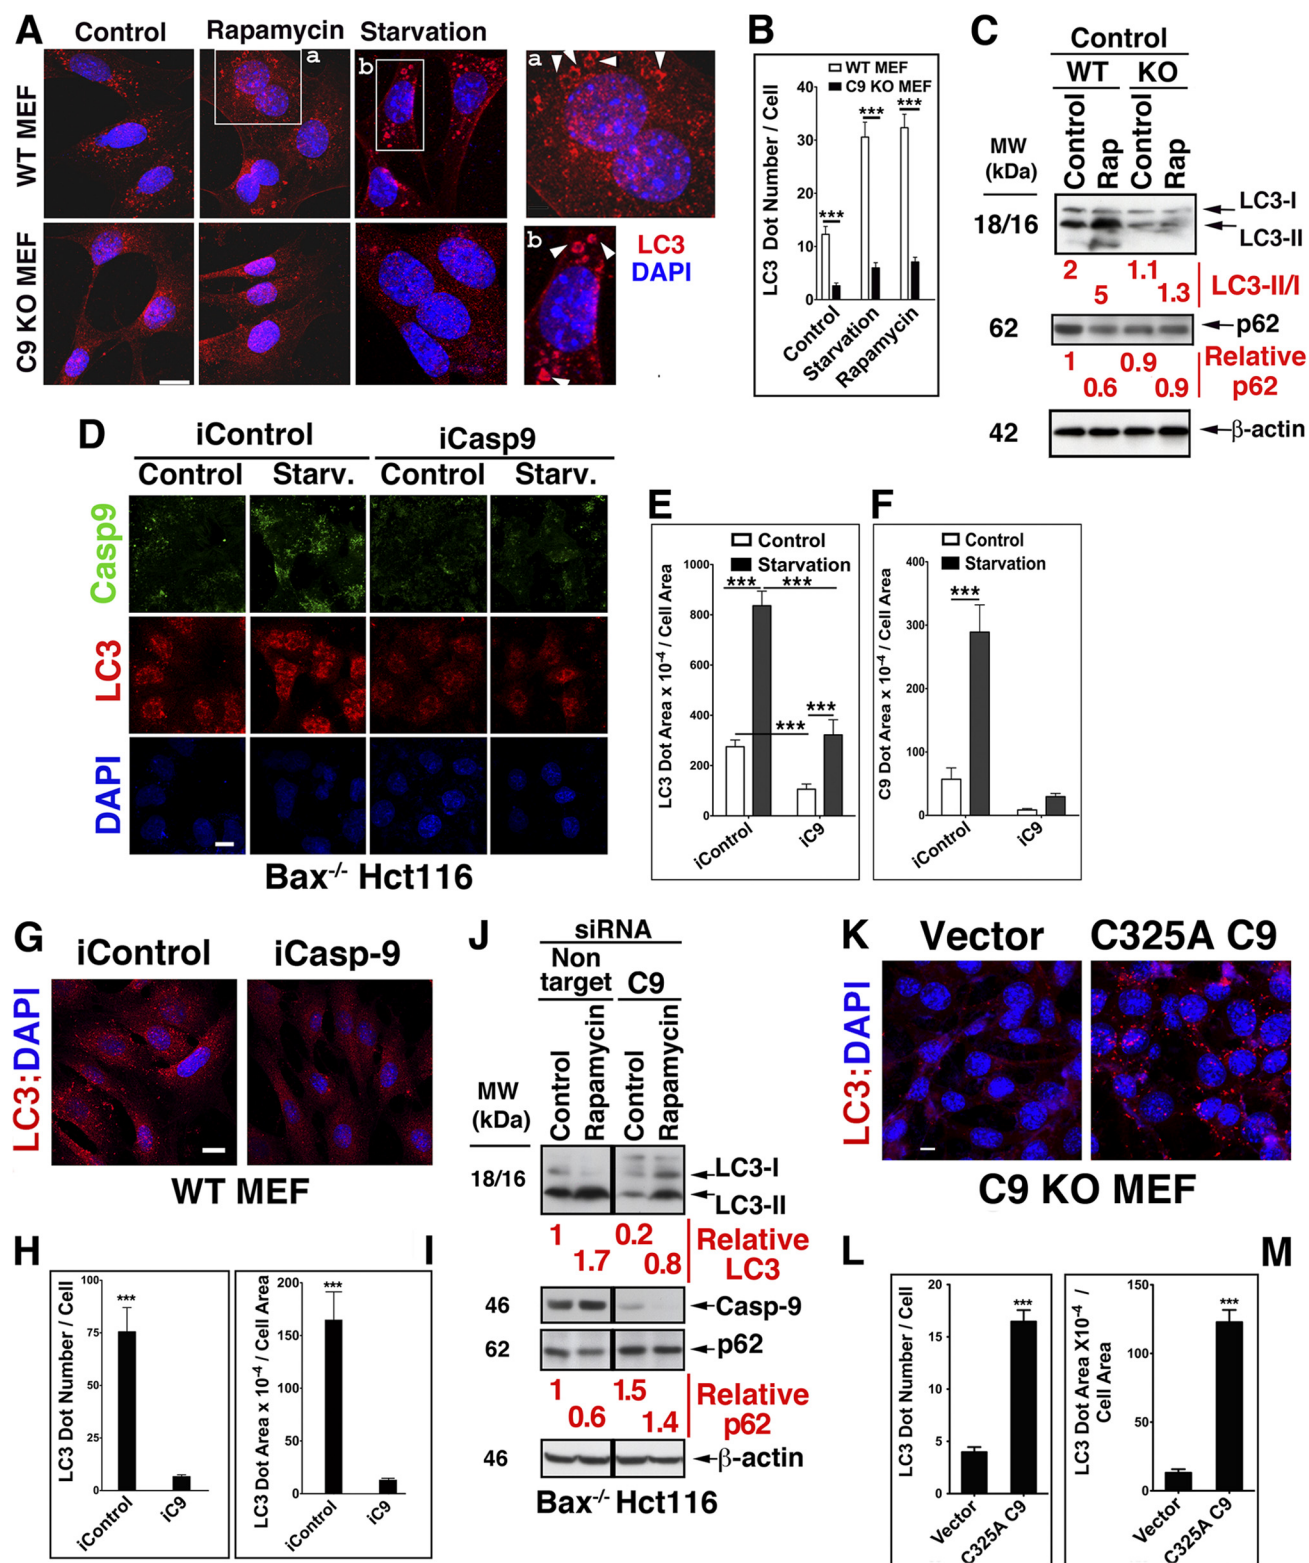 A
Control
Rapamycin
Starvation
a
b
a
b
WT MEF
C9 KO MEF
LC3
DAPI
B
WT MEF
C9 KO MEF
LC3 Dot Number / Cell
40
30
20
10
0
***
***
***
Control
Starvation
Rapamycin
C
Control
WT KO
MW
(kDa)
Control
Rap
Control
Rap
18/16
LC3-I
LC3-II
2 1.1
5 1.3
LC3-II/I
62
p62
1 0.9
0.6 0.9
Relative
p62
42
β-actin
D
iControl iCasp9
Control Starv. Control Starv.
Casp9
LC3
DAPI
Bax-/- Hct116
E
Control
Starvation
LC3 Dot Area x 10-4 / Cell Area
1000
800
600
400
200
0
*** ***
*** ***
iControl
iC9
F
Control
Starvation
C9 Dot Area x 10-4 / Cell Area
400
300
200
100
0
***
iControl
iC9
G
iControl iCasp-9
LC3;DAPI
WT MEF
H
LC3 Dot Number / Cell
100
75
50
25
0
***
iControl
iC9
I
LC3 Dot Area x 10-4 / Cell Area
200
150
100
50
0
***
iControl
iC9
J
siRNA
Non
target C9
MW
(kDa)
Control
Rapamycin
Control
Rapamycin
18/16
LC3-I
LC3-II
1 0.2
1.7 0.8
Relative
LC3
46
Casp-9
62
p62
1 1.5
0.6 1.4
Relative
p62
46
β-actin
Bax-/- Hct116
K
Vector C325A C9
LC3;DAPI
C9 KO MEF
L
LC3 Dot Number / Cell
20
15
10
5
0
***
Vector
C325A C9
M
LC3 Dot Area X10-4 /
Cell Area
150
100
50
0
***
Vector
C325A C9